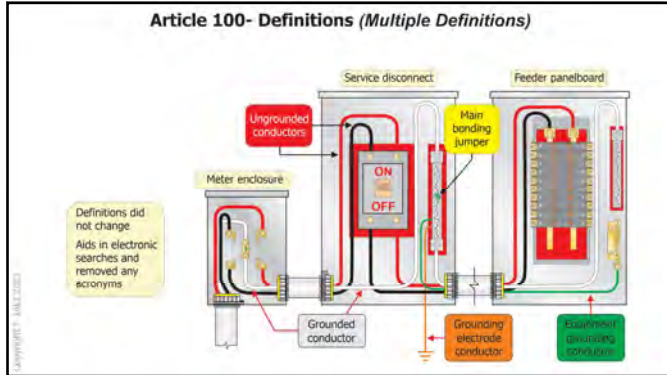 Article 100- Definitions (Multiple Definitions)
Service disconnect
Feeder panelboard
Ungrounded
conductors
Main
bonding
jumper
Meter enclosure
ON
OFF
Definitions did
not change
Aids in electronic
searches and
removed any
acronyms
Grounded
conductor
Grounding
electrode
conductor
Equipment
grounding
conductor